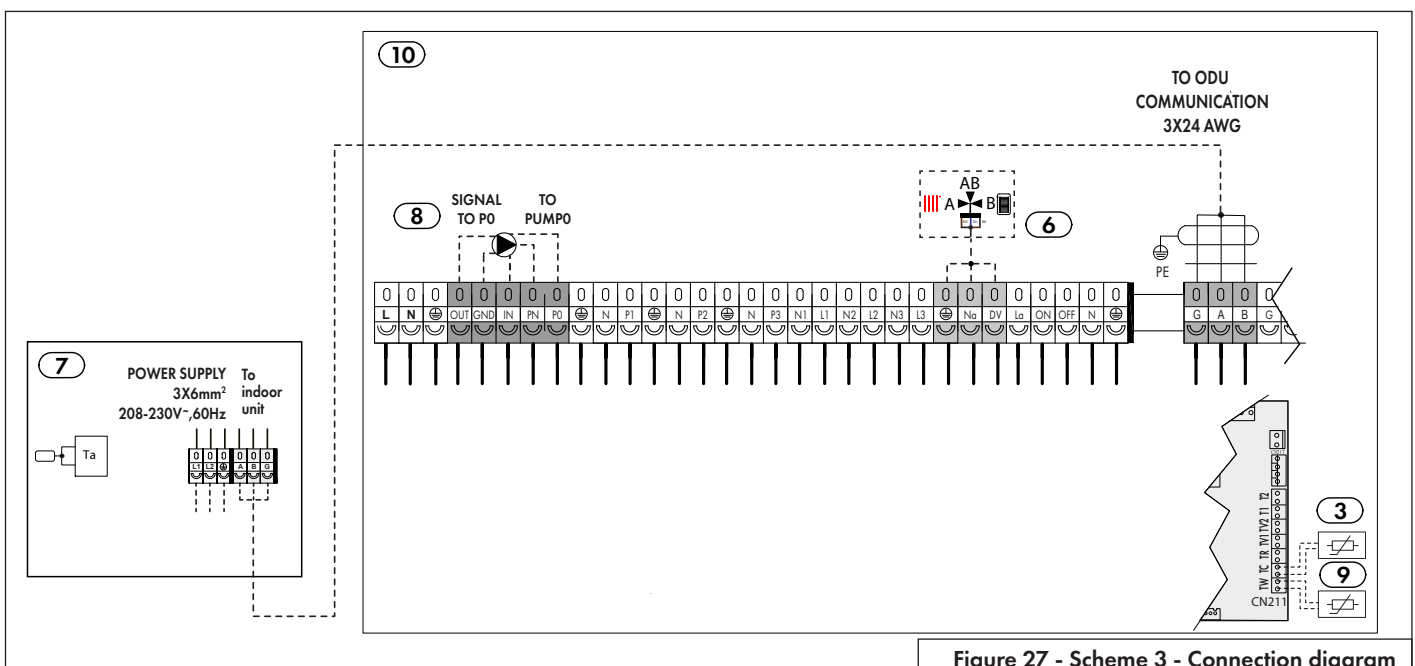 10
TO ODU
COMMUNICATION
3X24 AWG
SIGNAL
TO P0
TO
PUMP0
8
AB
A
B
6
PE
0 0 0 0 0 0 0 0 0 0 0 0 0 0 0 0 0 0 0 0 0 0 0 0 0 0 0 0 0 0 0
L N OUT GND IN PN P0 N P1 N P2 N P3 N1 L1 N2 L2 N3 L3 Na DV La ON OFF N
0 0 0 0
G A B G
7
POWER SUPPLY
3X6mm²
208-230V~,60Hz
To
indoor
unit
Ta
0 0 0 0 0 0
L1 L2 A B G
TW TC TR TV1 TV2 T1 T2
CN211
3
9
Figure 27 - Scheme 3 - Connection diagram